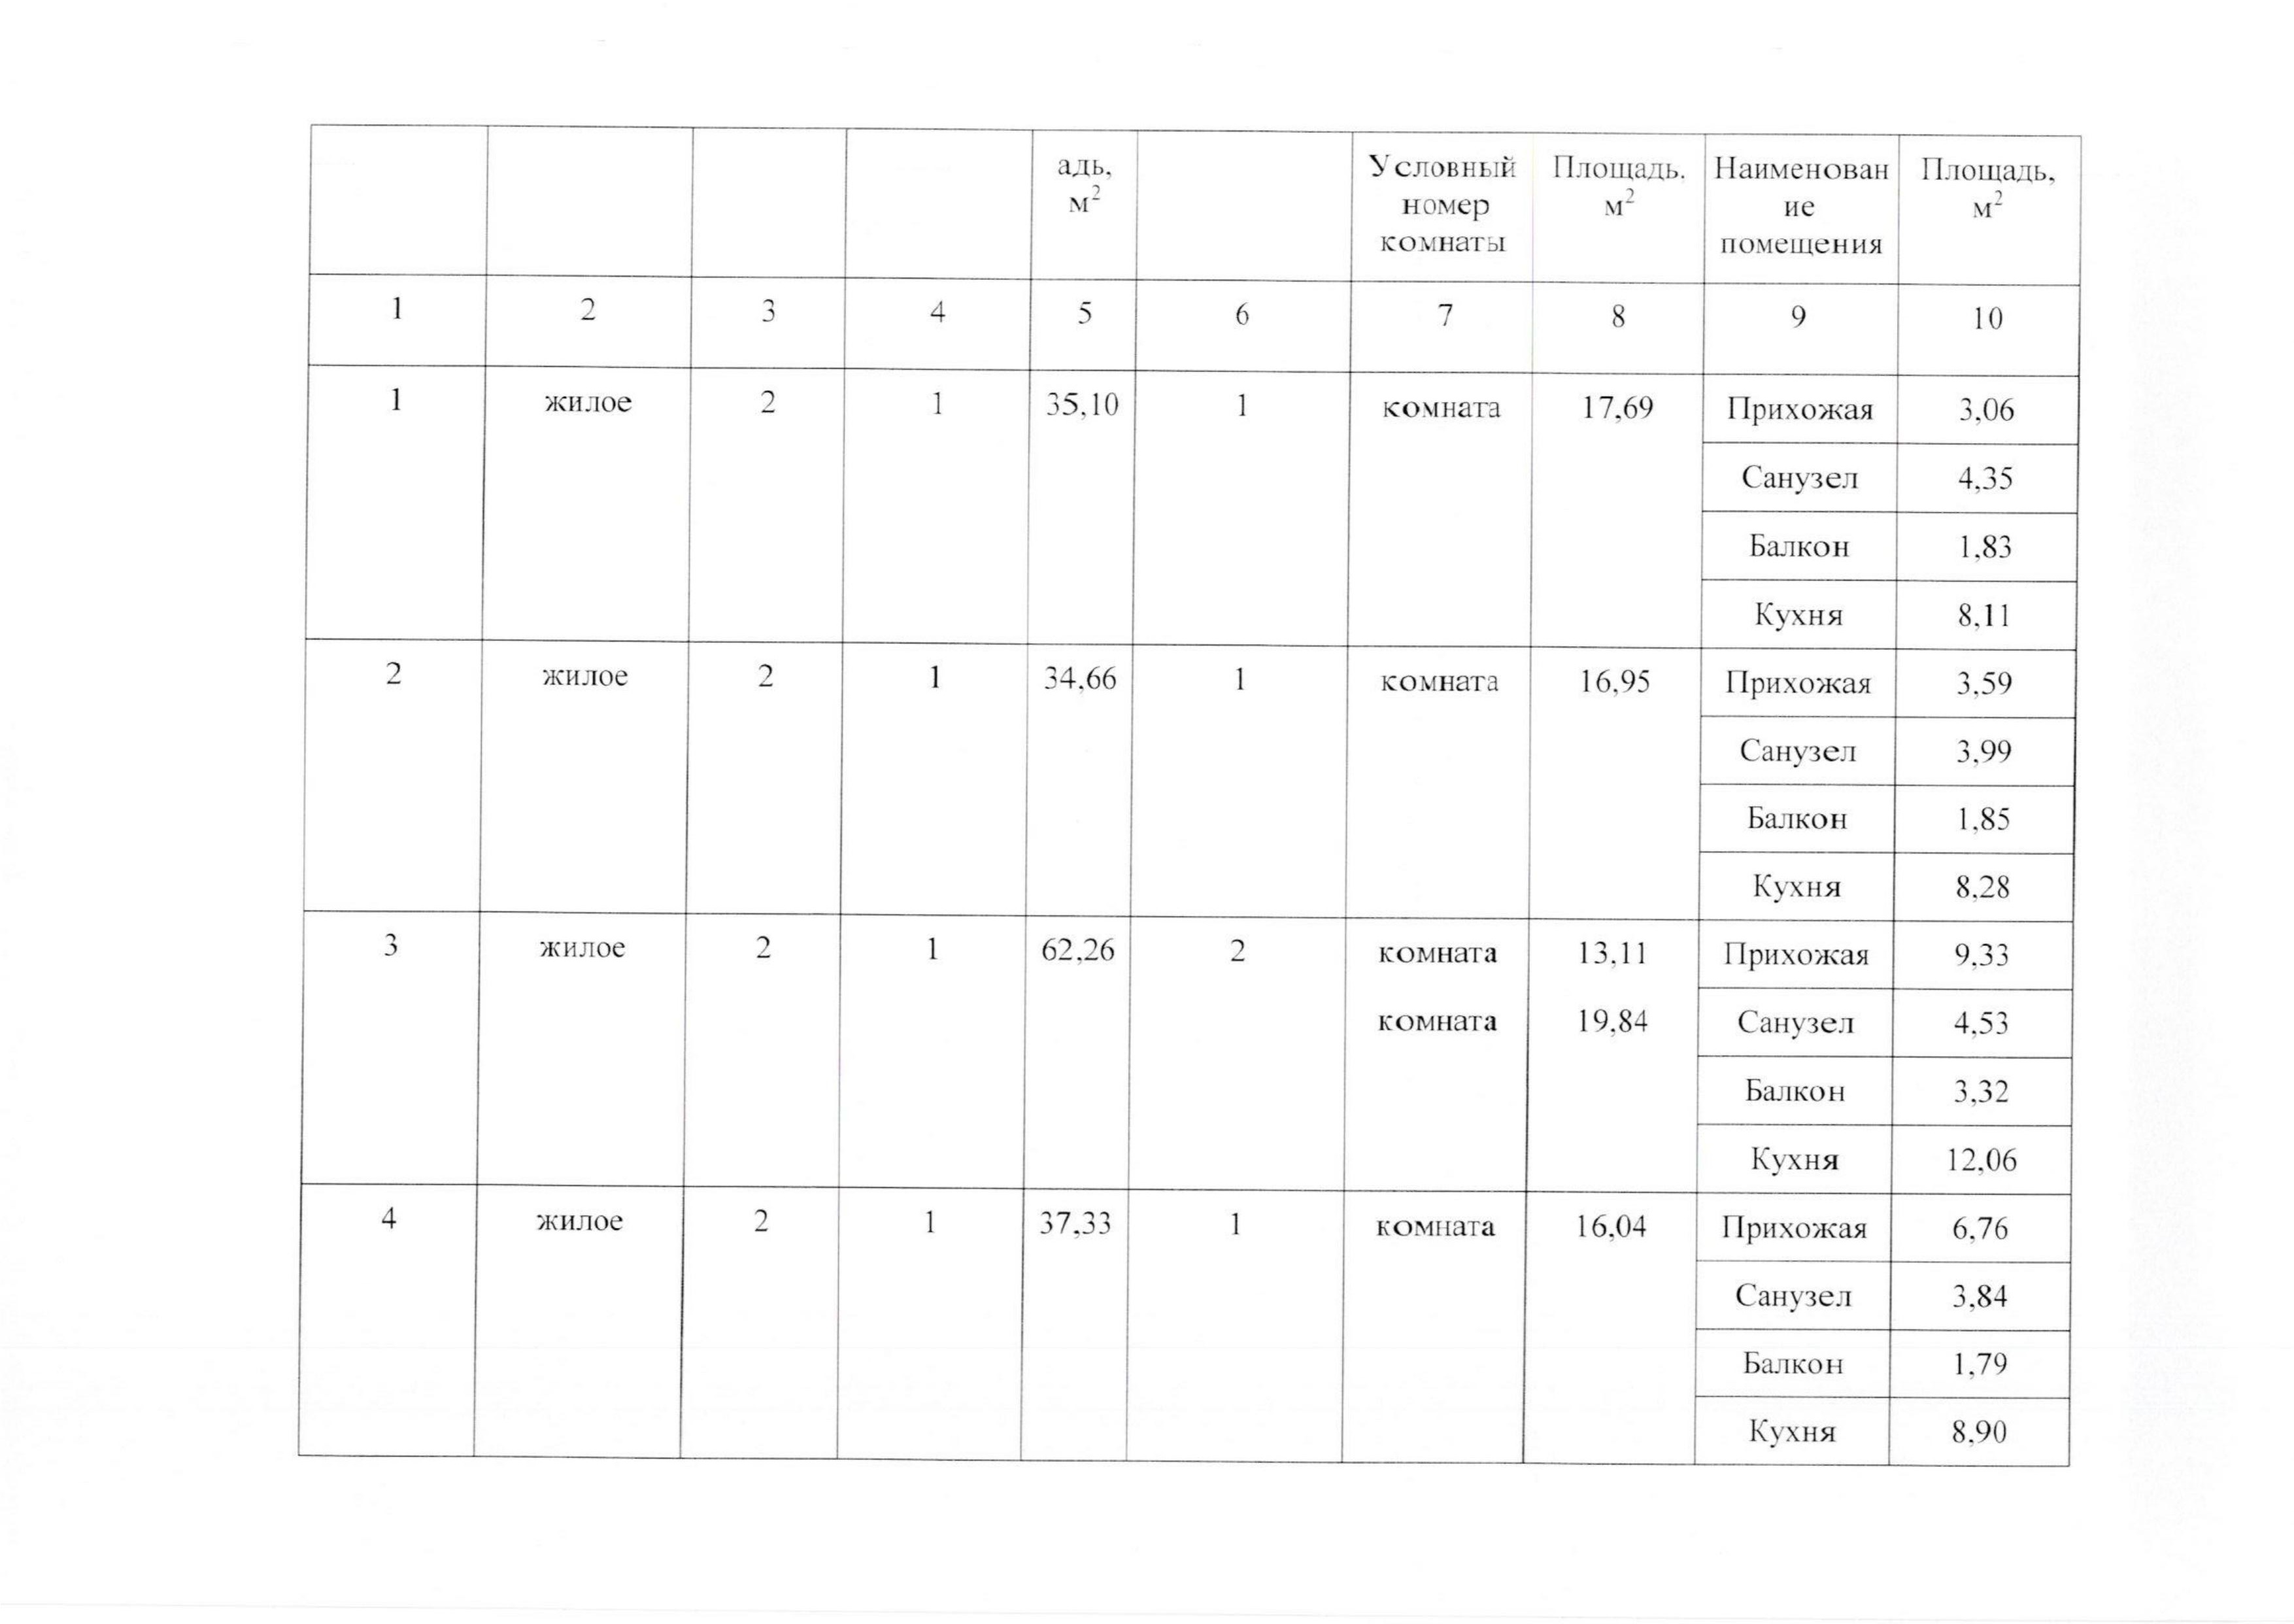 адь, м² Условный номер комнаты Площадь. м² Наименован ие помещения Площадь, м²
1 2 3 4 5 6 7 8 9 10
1 жилое 2 1 35,10 1 комната 17,69 Прихожая 3,06
Санузел 4,35
Балкон 1,83
Кухня 8,11
2 жилое 2 1 34,66 1 комната 16,95 Прихожая 3,59
Санузел 3,99
Балкон 1,85
Кухня 8,28
3 жилое 2 1 62,26 2 комната 13,11 Прихожая 9,33
комната 19,84 Санузел 4,53
Балкон 3,32
Кухня 12,06
4 жилое 2 1 37,33 1 комната 16,04 Прихожая 6,76
Санузел 3,84
Балкон 1,79
Кухня 8,90